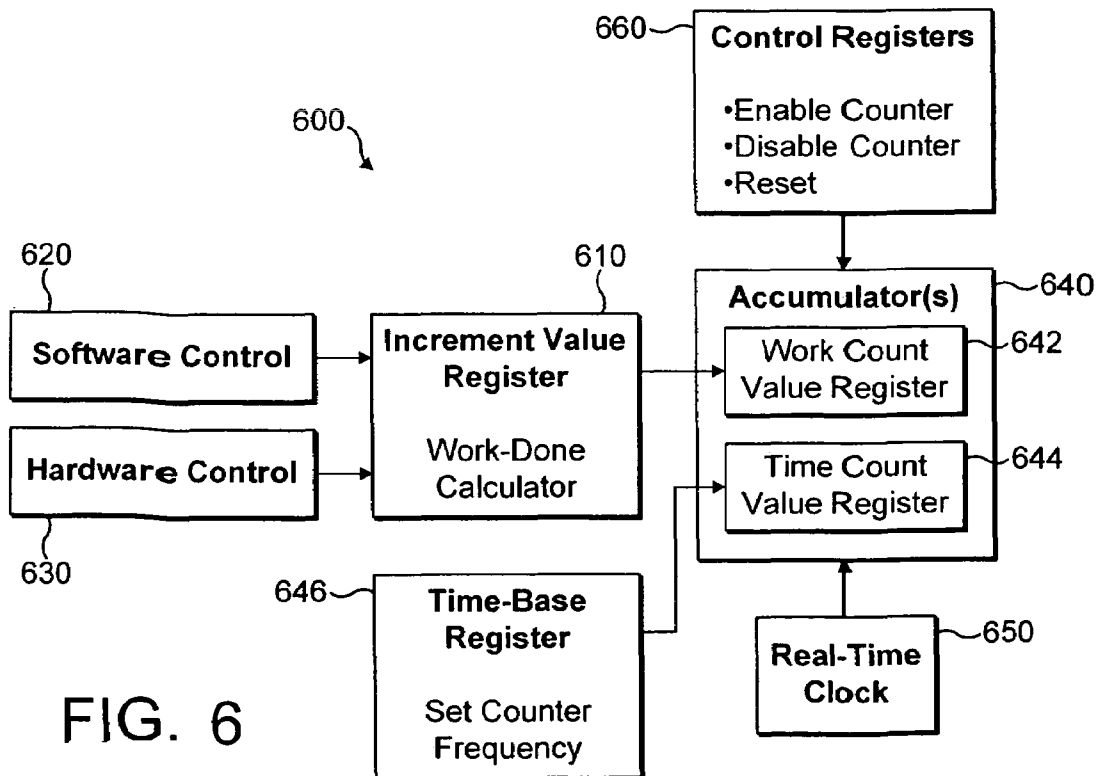 660
Control Registers
•Enable Counter
•Disable Counter
•Reset
600
620
Software Control
Hardware Control
630
610
Increment Value
Register
Work-Done
Calculator
640
Accumulator(s)
Work Count
Value Register
642
Time Count
Value Register
644
646
Time-Base
Register
Set Counter
Frequency
Real-Time
Clock
650
FIG. 6